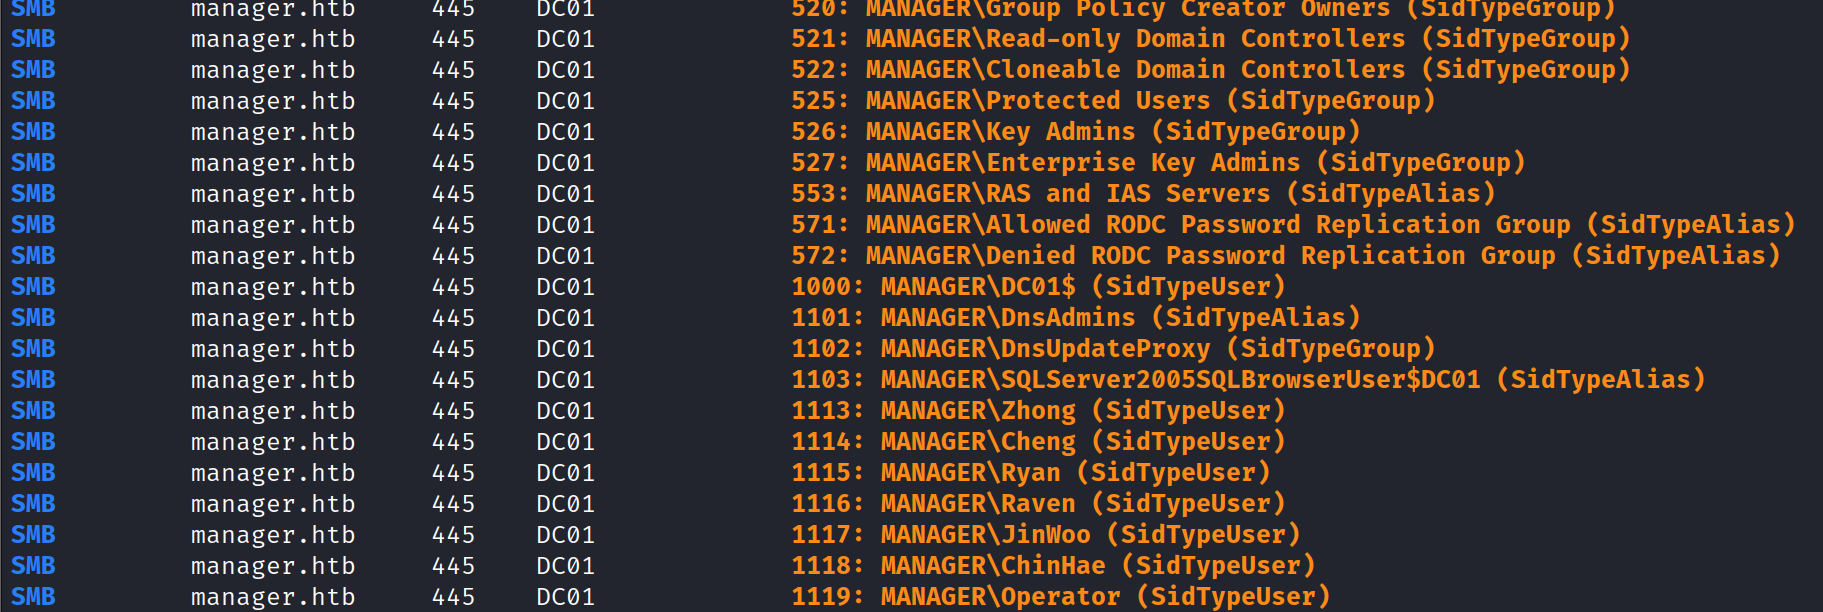 SMB manager.htb 445 DC01 520: MANAGER\Group Policy Creator Owners (SidTypeGroup)
SMB manager.htb 445 DC01 521: MANAGER\Read-only Domain Controllers (SidTypeGroup)
SMB manager.htb 445 DC01 522: MANAGER\Cloneable Domain Controllers (SidTypeGroup)
SMB manager.htb 445 DC01 525: MANAGER\Protected Users (SidTypeGroup)
SMB manager.htb 445 DC01 526: MANAGER\Key Admins (SidTypeGroup)
SMB manager.htb 445 DC01 527: MANAGER\Enterprise Key Admins (SidTypeGroup)
SMB manager.htb 445 DC01 553: MANAGER\RAS and IAS Servers (SidTypeAlias)
SMB manager.htb 445 DC01 571: MANAGER\Allowed RODC Password Replication Group (SidTypeAlias)
SMB manager.htb 445 DC01 572: MANAGER\Denied RODC Password Replication Group (SidTypeAlias)
SMB manager.htb 445 DC01 1000: MANAGER\DC01$ (SidTypeUser)
SMB manager.htb 445 DC01 1101: MANAGER\DnsAdmins (SidTypeAlias)
SMB manager.htb 445 DC01 1102: MANAGER\DnsUpdateProxy (SidTypeGroup)
SMB manager.htb 445 DC01 1103: MANAGER\SQLServer2005SQLBrowserUser$DC01 (SidTypeAlias)
SMB manager.htb 445 DC01 1113: MANAGER\Zhong (SidTypeUser)
SMB manager.htb 445 DC01 1114: MANAGER\Cheng (SidTypeUser)
SMB manager.htb 445 DC01 1115: MANAGER\Ryan (SidTypeUser)
SMB manager.htb 445 DC01 1116: MANAGER\Raven (SidTypeUser)
SMB manager.htb 445 DC01 1117: MANAGER\JinWoo (SidTypeUser)
SMB manager.htb 445 DC01 1118: MANAGER\ChinHae (SidTypeUser)
SMB manager.htb 445 DC01 1119: MANAGER\Operator (SidTypeUser)